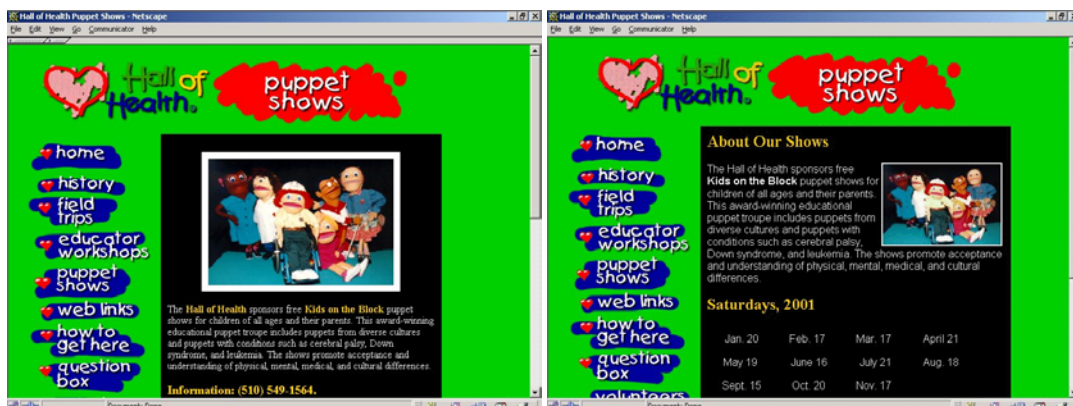 Hall of Health Puppet Shows - Netscape
File Edit View Go Communicator Help
Hall of
Health.
puppet
shows
home
history
field
trips
educator
workshops
puppet
shows
web links
how to
get here
question
box
The Hall of Health sponsors free Kids on the Block puppet
shows for children of all ages and their parents. This award-winning
educational puppet troupe includes puppets from diverse cultures
and puppets with conditions such as cerebral palsy, Down
syndrome, and leukemia. The shows promote acceptance and
understanding of physical, mental, medical, and cultural differences.
Information: (510) 549-1564.
Document: Done
Hall of Health Puppet Shows - Netscape
File Edit View Go Communicator Help
Hall of
Health.
puppet
shows
home
history
field
trips
educator
workshops
puppet
shows
web links
how to
get here
question
box
volunteers
About Our Shows
The Hall of Health sponsors free
Kids on the Block puppet shows for
children of all ages and their parents.
This award-winning educational
puppet troupe includes puppets from
diverse cultures and puppets with
conditions such as cerebral palsy,
Down syndrome, and leukemia. The shows promote acceptance
and understanding of physical, mental, medical, and cultural
differences.
Saturdays, 2001
Jan. 20 Feb. 17 Mar. 17 April 21
May 19 June 16 July 21 Aug. 18
Sept. 15 Oct. 20 Nov. 17
Document: Done